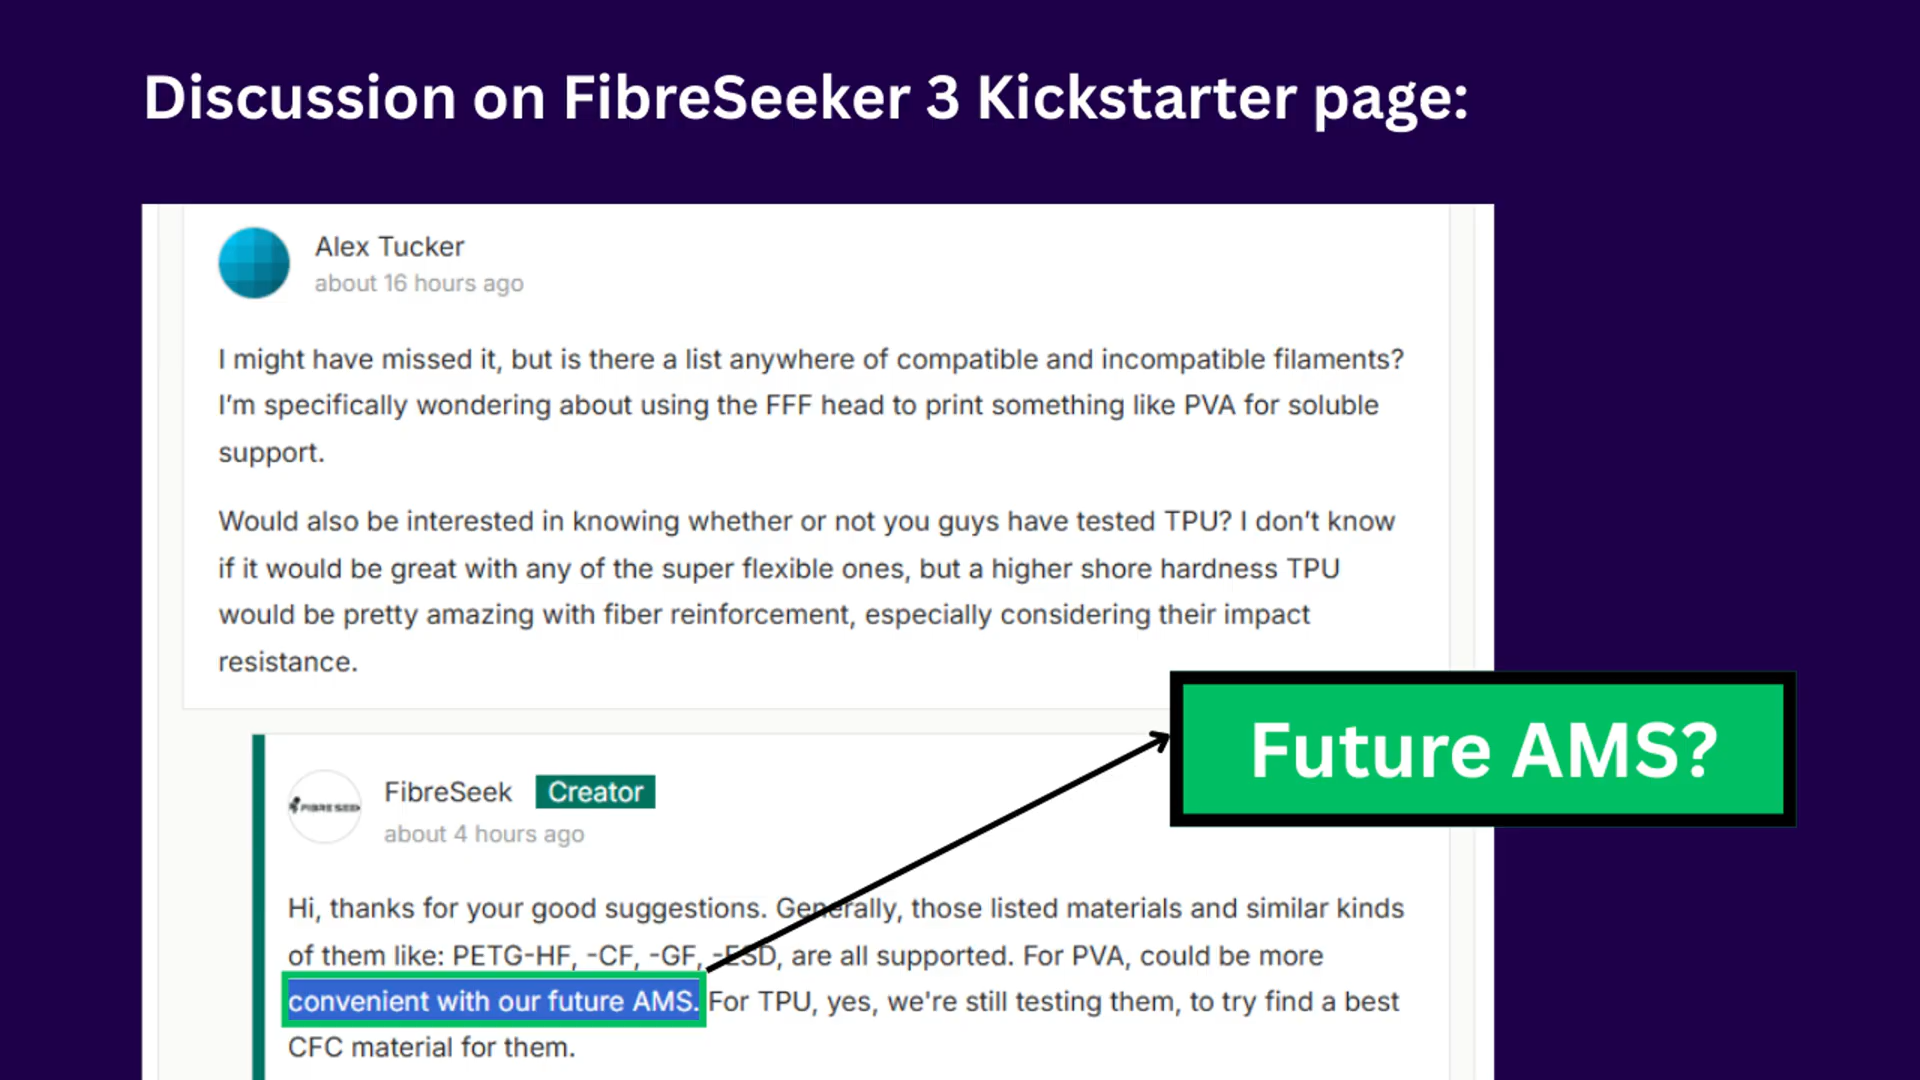 Discussion on FibreSeeker 3 Kickstarter page:
Alex Tucker
about 16 hours ago
I might have missed it, but is there a list anywhere of compatible and incompatible filaments?
I'm specifically wondering about using the FFF head to print something like PVA for soluble
support.
Would also be interested in knowing whether or not you guys have tested TPU? I don't know
if it would be great with any of the super flexible ones, but a higher shore hardness TPU
would be pretty amazing with fiber reinforcement, especially considering their impact
resistance.
Future AMS?
FIBRE SEEK
FibreSeek Creator
about 4 hours ago
Hi, thanks for your good suggestions. Generally, those listed materials and similar kinds
of them like: PETG-HF, -CF, -GF, -ESD, are all supported. For PVA, could be more
convenient with our future AMS. For TPU, yes, we're still testing them, to try find a best
CFC material for them.